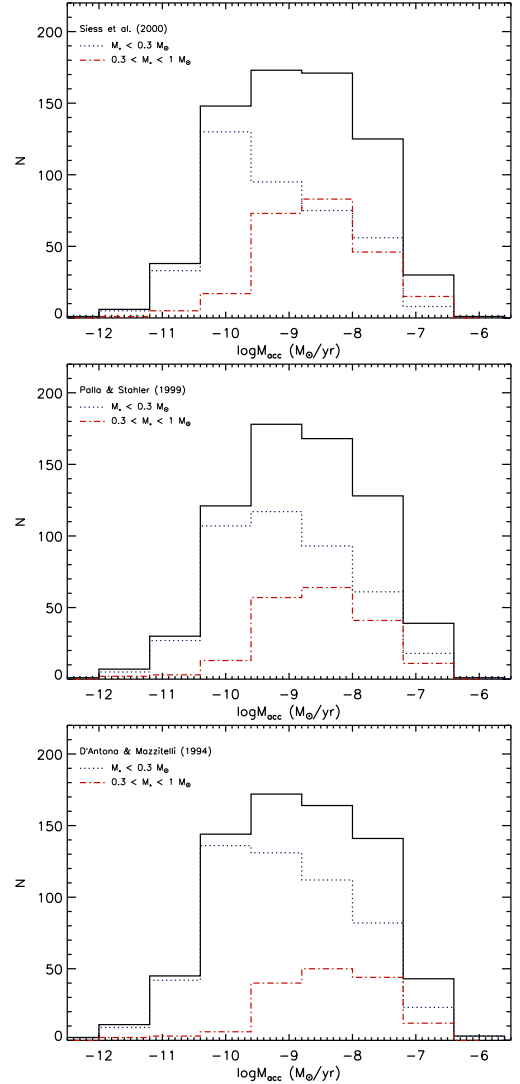 Siess et al. (2000)
M⁎ < 0.3 M⊙
0.3 < M⁎ < 1 M⊙
200
150
100
50
0
N
−12 −11 −10 −9 −8 −7 −6
logMacc (M⊙/yr)
Palla & Stahler (1999)
M⁎ < 0.3 M⊙
0.3 < M⁎ < 1 M⊙
200
150
100
50
0
N
−12 −11 −10 −9 −8 −7 −6
logMacc (M⊙/yr)
D'Antona & Mazzitelli (1994)
M⁎ < 0.3 M⊙
0.3 < M⁎ < 1 M⊙
200
150
100
50
0
N
−12 −11 −10 −9 −8 −7 −6
logMacc (M⊙/yr)